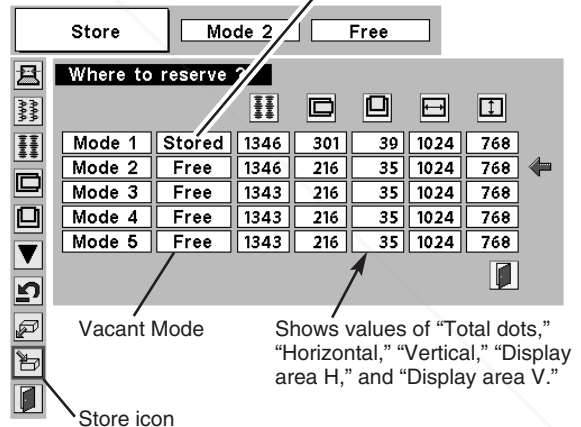 Store Mode 2 Free
Where to reserve ?
Mode 1 Stored 1346 301 39 1024 768
Mode 2 Free 1346 216 35 1024 768
Mode 3 Free 1343 216 35 1024 768
Mode 4 Free 1343 216 35 1024 768
Mode 5 Free 1343 216 35 1024 768
Vacant Mode
Shows values of “Total dots,”
“Horizontal,” “Vertical,” “Display
area H,” and “Display area V.”
Store icon